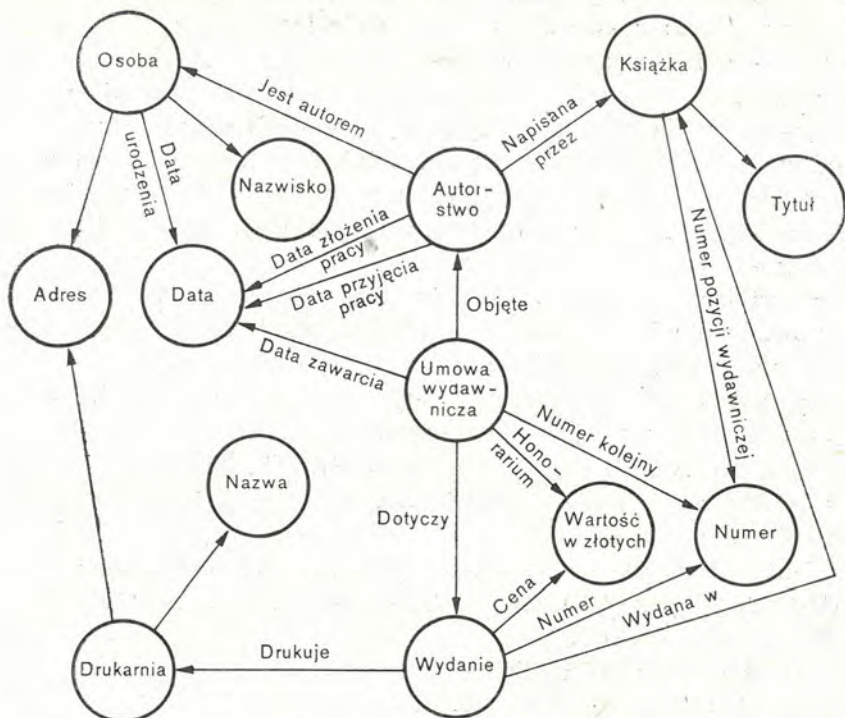 Osoba
Książka
Jest autorem
Napisana
przez
Data
urodzenia
Nazwisko
Autor-
stwo
Tytuł
Data złożenia
pracy
Data przyjęcia
pracy
Adres
Data
Objęte
Numer pozycji wydawniczej
Data zawarcia
Umowa
wydaw-
nicza
Numer kolejny
Hono-
rarium
Nazwa
Dotyczy
Wartość
w złotych
Numer
Cena
Numer
Wydana w
Drukarnia
Drukuje
Wydanie